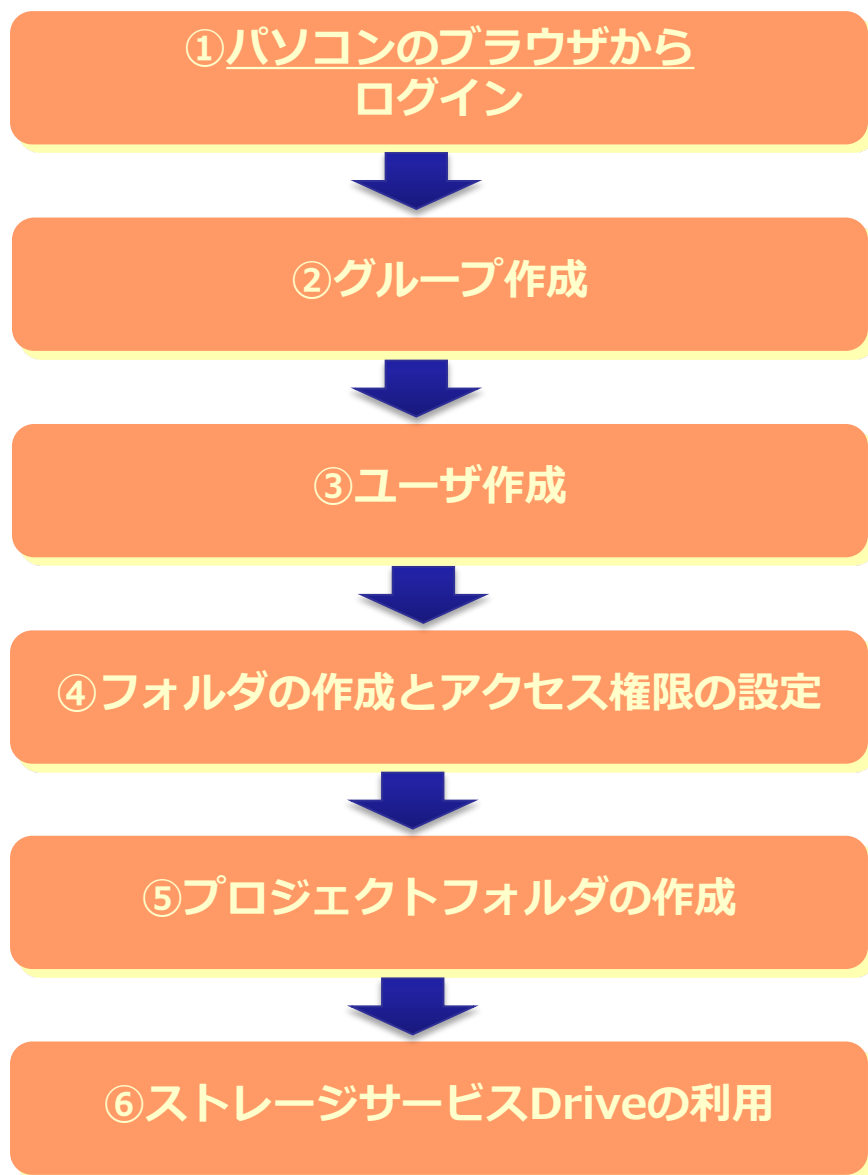 ①パソコンのブラウザから
ログイン
②グループ作成
③ユーザ作成
④フォルダの作成とアクセス権限の設定
⑤プロジェクトフォルダの作成
⑥ストレージサービスDriveの利用